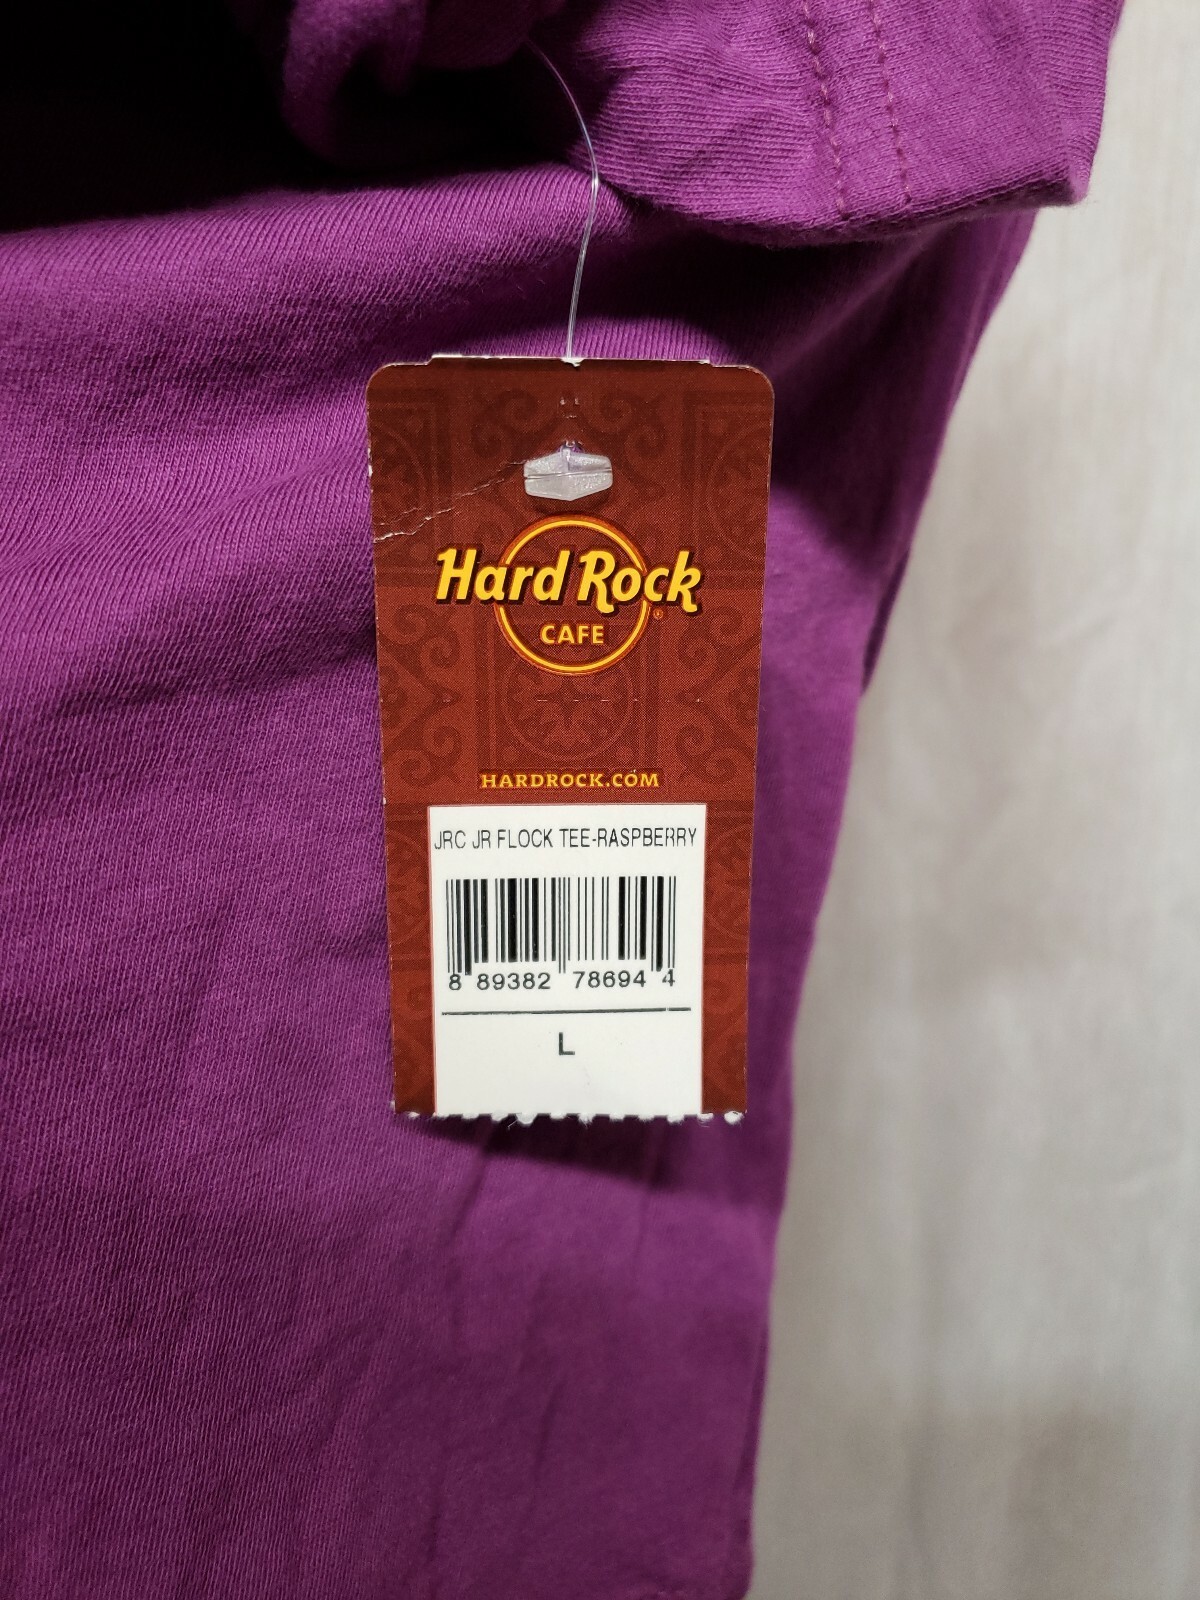 Hard Rock
CAFE
®
HARDROCK.COM
JRC JR FLOCK TEE-RASPBERRY
8 89382 78694 4
L